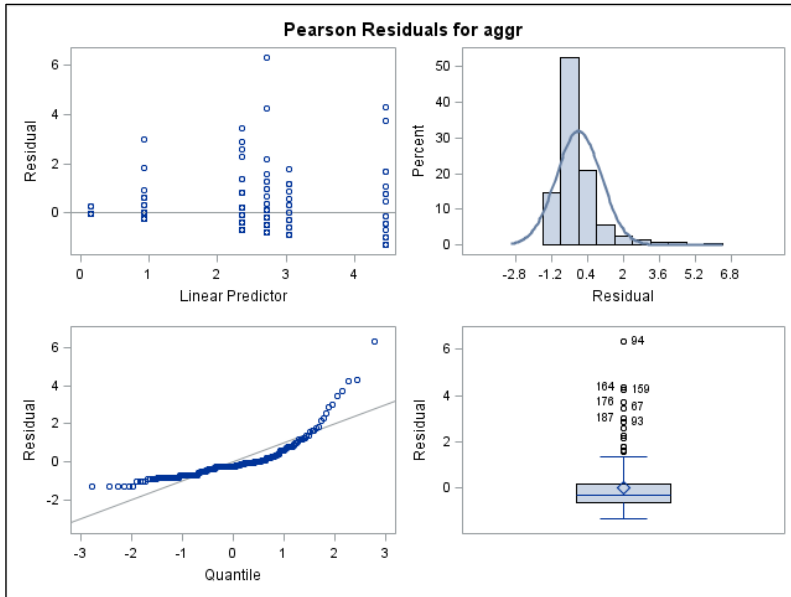 Pearson Residuals for aggr
Residual
6
4
2
0
0 1 2 3 4
Linear Predictor
Percent
50
40
30
20
10
0
-2.8 -1.2 0.4 2 3.6 5.2 6.8
Residual
Residual
6
4
2
0
-2
-3 -2 -1 0 1 2 3
Quantile
Residual
6
4
2
0
94
164 159
176 67
187 93